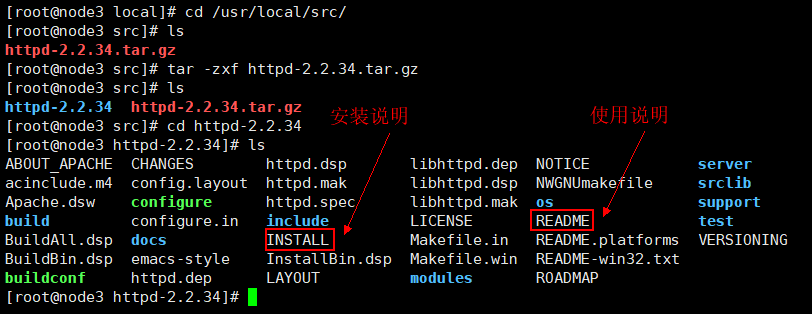 [root@node3 local]# cd /usr/local/src/
[root@node3 src]# ls
httpd-2.2.34.tar.gz
[root@node3 src]# tar -zxf httpd-2.2.34.tar.gz
[root@node3 src]# ls
httpd-2.2.34  httpd-2.2.34.tar.gz
安装说明
使用说明
[root@node3 src]# cd httpd-2.2.34
[root@node3 httpd-2.2.34]# ls
ABOUT_APACHE  CHANGES        httpd.dsp       libhttpd.dep  NOTICE            server
acinclude.m4  config.layout  httpd.mak       libhttpd.dsp  NWGNUmakefile     srclib
Apache.dsw    configure      httpd.spec      libhttpd.mak  os                support
build         configure.in   include         LICENSE       README            test
BuildAll.dsp  docs           INSTALL         Makefile.in   README.platforms  VERSIONING
BuildBin.dsp  emacs-style    InstallBin.dsp  Makefile.win  README-win32.txt
buildconf     httpd.dep      LAYOUT          modules       ROADMAP
[root@node3 httpd-2.2.34]#